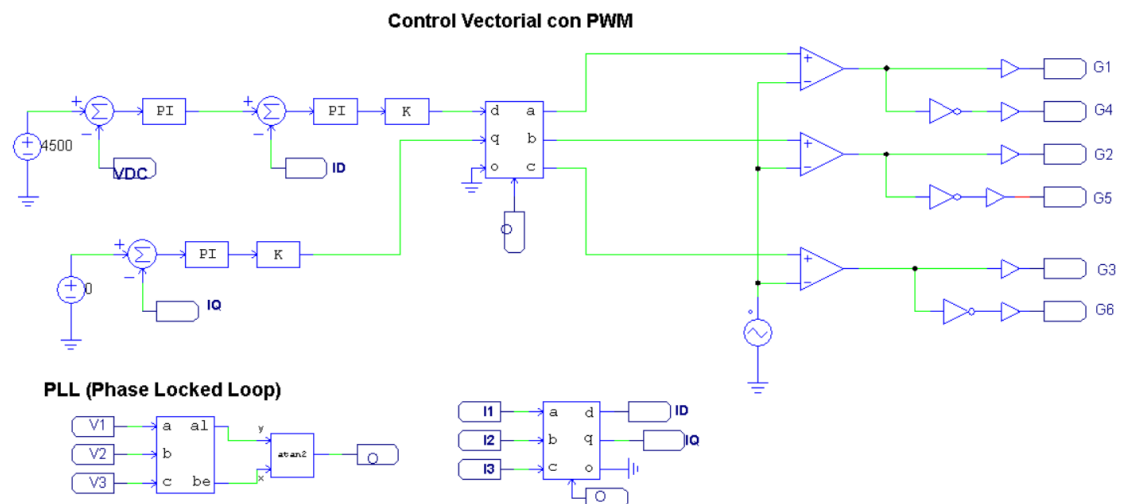 Control Vectorial con PWM
4500
+
−
PI
+
−
PI
K
VDC
ID
d a
q b
o c
O
+
−
G1
G4
+
−
G2
G5
+
−
G3
G6
0
+
−
PI
K
IQ
PLL (Phase Locked Loop)
V1
V2
V3
a al
b
c be
y
x
atan2
O
I1
I2
I3
a d
b q
c o
ID
IQ
O